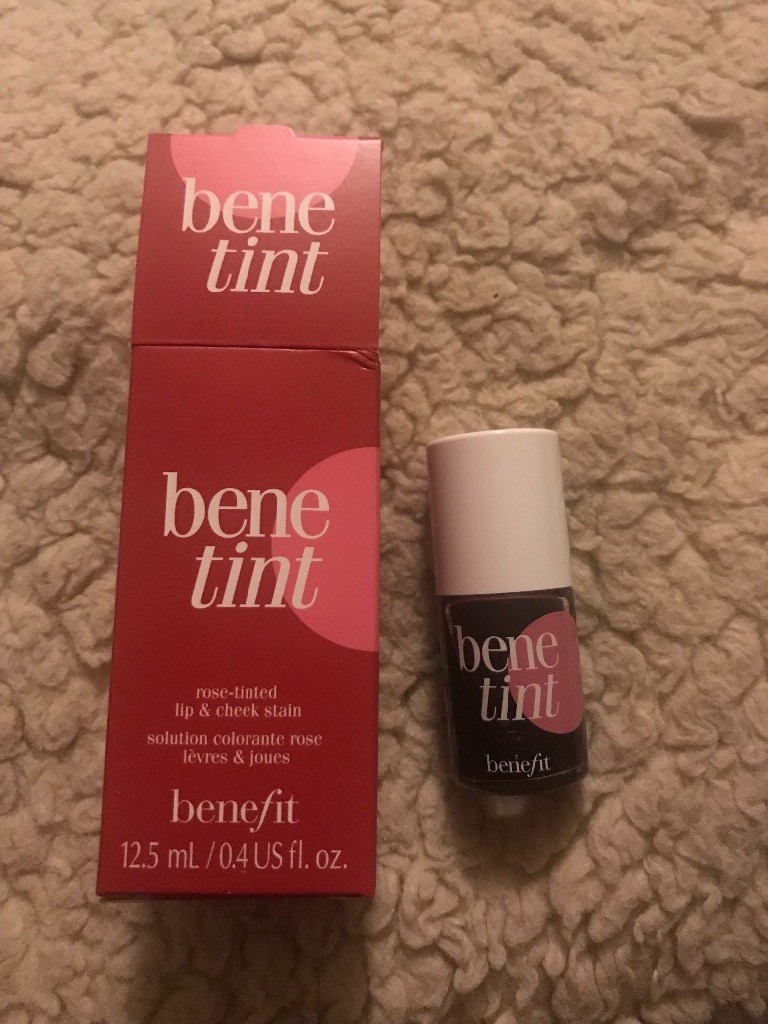 bene
tint
bene
tint
rose-tinted
lip & cheek stain
solution colorante rose
lèvres & joues
benefit
12.5 mL / 0.4 US fl. oz.
bene
tint
benefit